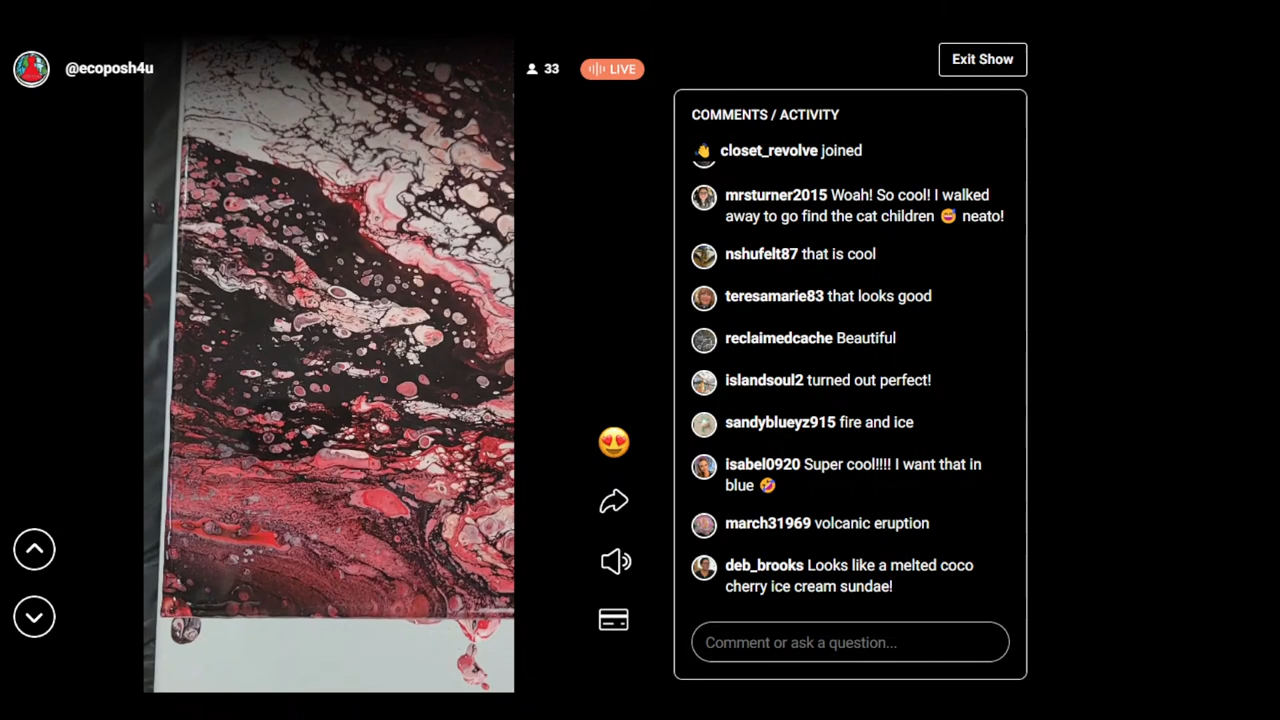 @ecoposh4u
33
LIVE
Exit Show
COMMENTS / ACTIVITY
closet_revolve joined
mrsturner2015 Woah! So cool! I walked
away to go find the cat children 😅 neato!
nshufelt87 that is cool
teresamarie83 that looks good
reclaimedcache Beautiful
islandsoul2 turned out perfect!
sandyblueyz915 fire and ice
isabel0920 Super cool!!!! I want that in
blue 🤣
march31969 volcanic eruption
deb_brooks Looks like a melted coco
cherry ice cream sundae!
Comment or ask a question...